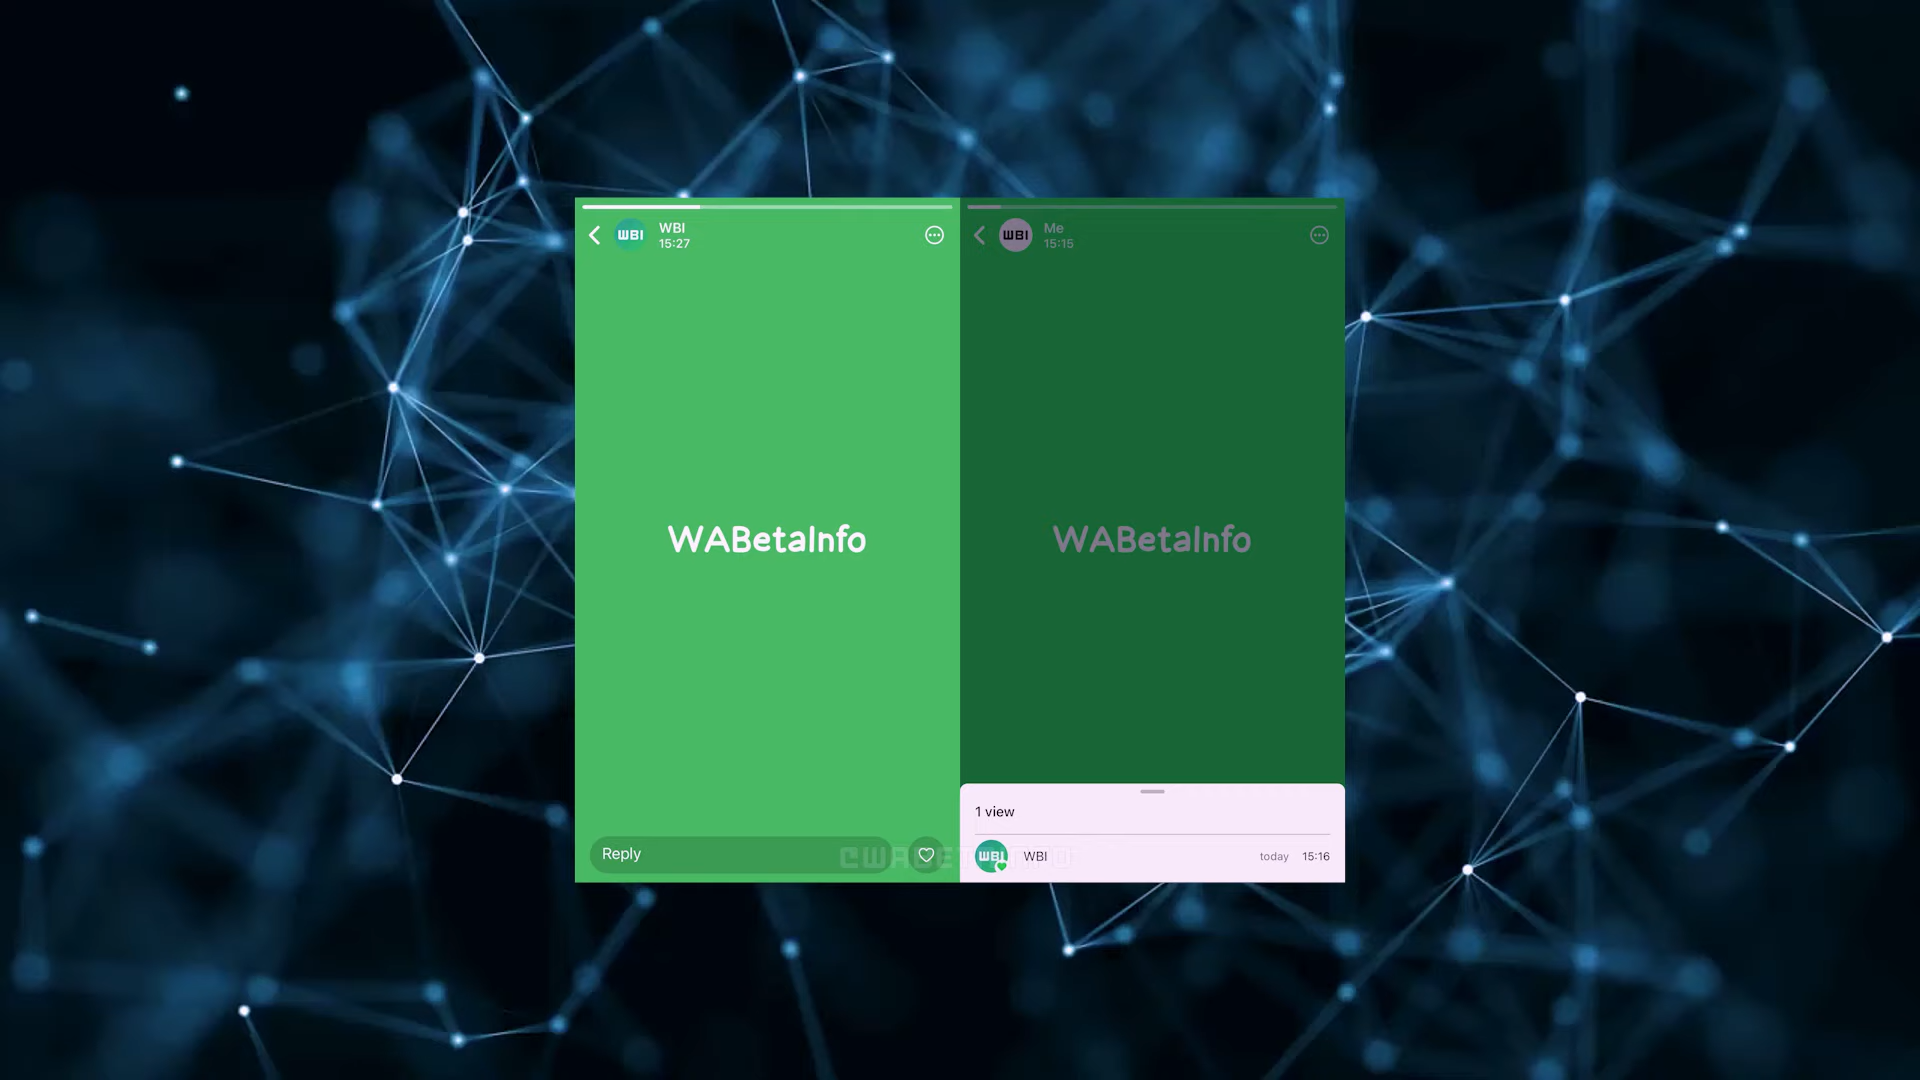 WBI
WBI
15:27
WABetaInfo
Reply
WBI
Me
15:15
WABetaInfo
1 view
WBI
WBI
today 15:16